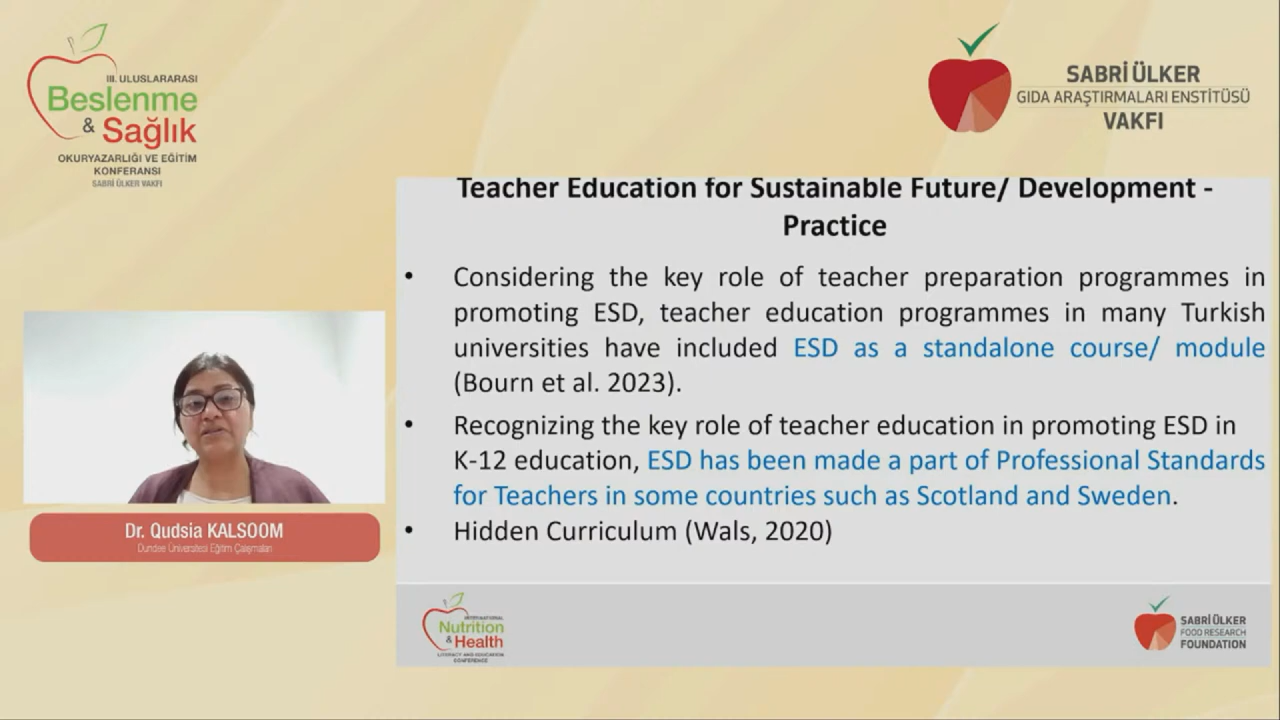 III. ULUSLARARASI
Beslenme
& Sağlık
OKURYAZARLIĞI VE EĞİTİM
KONFERANSI
SABRİ ÜLKER VAKFI
SABRİ ÜLKER
GIDA ARAŞTIRMALARI ENSTİTÜSÜ
VAKFI
Teacher Education for Sustainable Future/ Development -
Practice
• Considering the key role of teacher preparation programmes in
promoting ESD, teacher education programmes in many Turkish
universities have included ESD as a standalone course/ module
(Bourn et al. 2023).
• Recognizing the key role of teacher education in promoting ESD in
K-12 education, ESD has been made a part of Professional Standards
for Teachers in some countries such as Scotland and Sweden.
• Hidden Curriculum (Wals, 2020)
Dr. Qudsia KALSOOM
Dundee Üniversitesi Eğitim Çalışmaları
INTERNATIONAL
Nutrition
& Health
LITERACY AND EDUCATION
CONFERENCE
SABRİ ÜLKER
FOOD RESEARCH
FOUNDATION